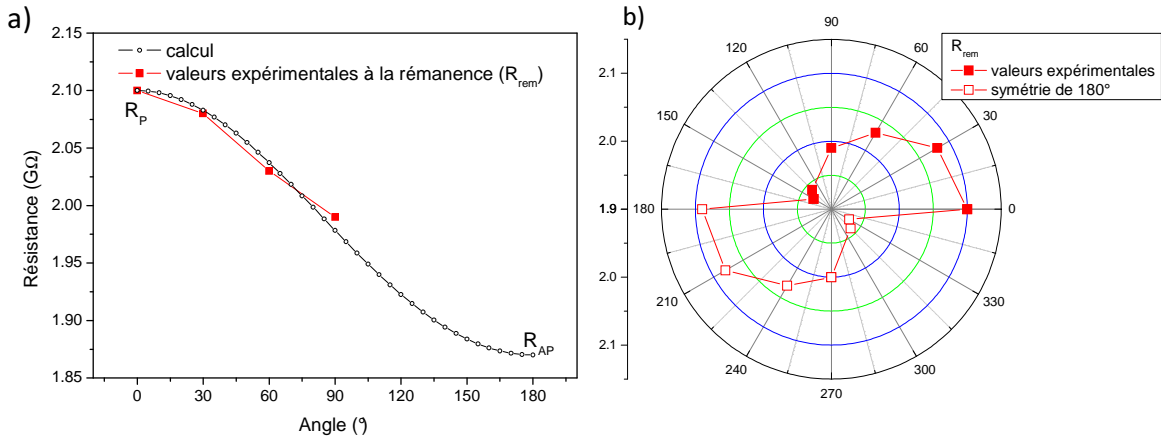 a)
2.15
2.10
2.05
2.00
1.95
1.90
1.85
Résistance (GΩ)
calcul
valeurs expérimentales à la rémanence (Rrem)
RP
RAP
0 30 60 90 120 150 180
Angle (°)
b)
2.1
2.0
1.9
2.0
2.1
90
120
60
150
30
180
0
210
330
240
300
270
Rrem
valeurs expérimentales
symétrie de 180°